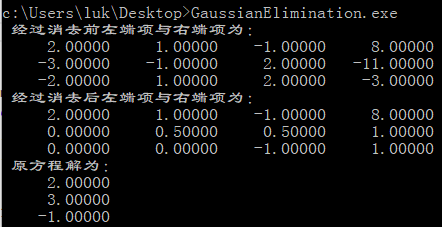 c:\Users\luk\Desktop>GaussianElimination.exe
经过消去前左端项与右端项为:
2.00000 1.00000 -1.00000 8.00000
-3.00000 -1.00000 2.00000 -11.00000
-2.00000 1.00000 2.00000 -3.00000
经过消去后左端项与右端项为:
2.00000 1.00000 -1.00000 8.00000
0.00000 0.50000 0.50000 1.00000
0.00000 0.00000 -1.00000 1.00000
原方程解为:
2.00000
3.00000
-1.00000